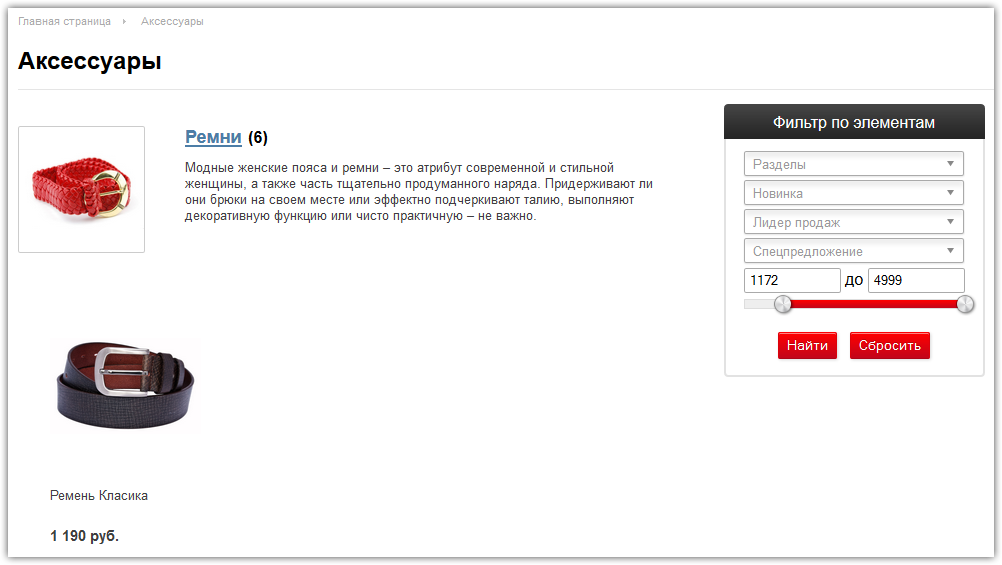 Главная страница Аксессуары
Аксессуары
Ремни (6)
Модные женские пояса и ремни – это атрибут современной и стильной
женщины, а также часть тщательно продуманного наряда. Придерживают ли
они брюки на своем месте или эффектно подчеркивают талию, выполняют
декоративную функцию или чисто практичную – не важно.
Фильтр по элементам
Разделы
Новинка
Лидер продаж
Спецпредложение
1172 до 4999
Найти Сбросить
Ремень Класика
1 190 руб.